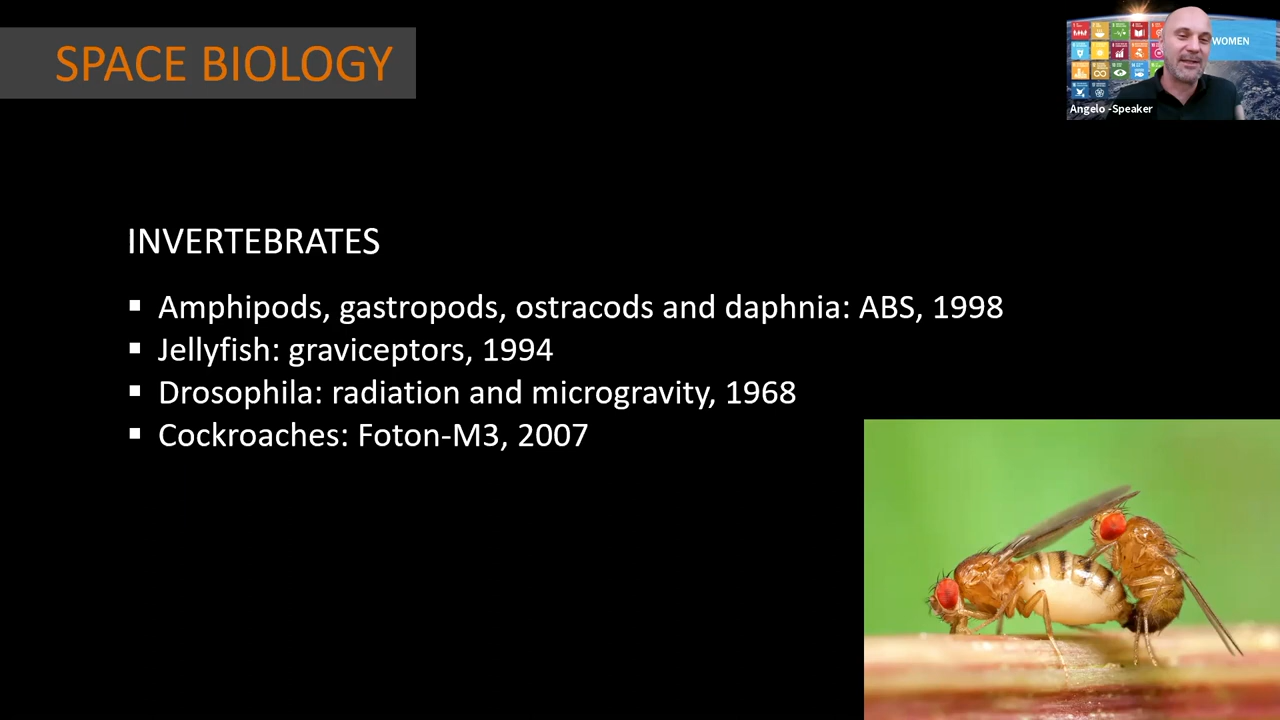 SPACE BIOLOGY
WOMEN
Angelo -Speaker
INVERTEBRATES
▪ Amphipods, gastropods, ostracods and daphnia: ABS, 1998
▪ Jellyfish: graviceptors, 1994
▪ Drosophila: radiation and microgravity, 1968
▪ Cockroaches: Foton-M3, 2007